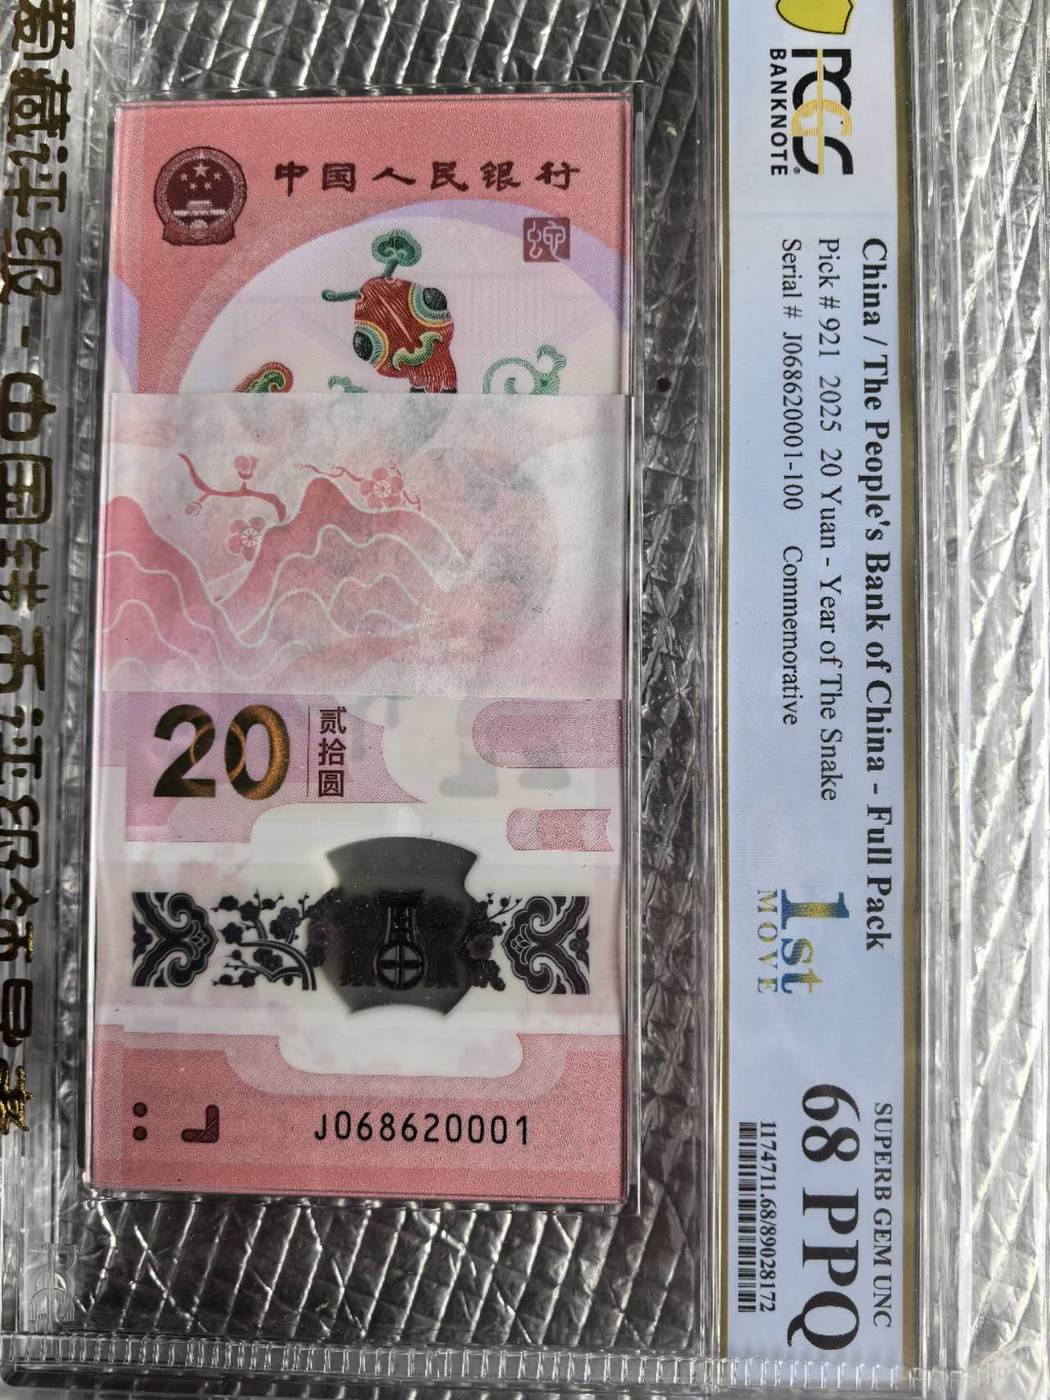 PCGS
BANKNOTE
China / The People's Bank of China - Full Pack
Pick # 921 2025 20 Yuan - Year of The Snake
Serial # J068620001-100 Commemorative
1st
MOVE
SUPERB GEM UNC
68 PPQ
1174711.68/89028172
中国人民银行
蛇
20
贰拾圆
J068620001